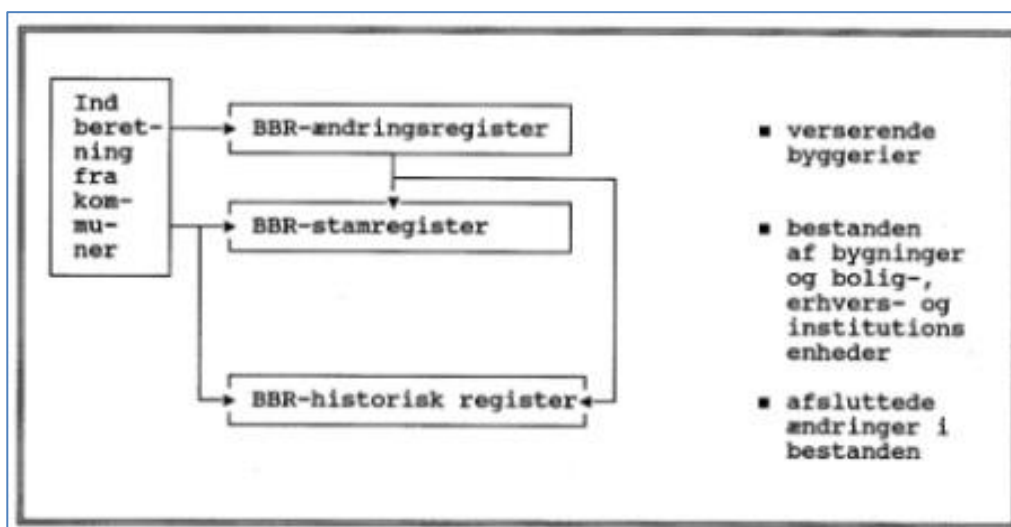 Ind
beret-
ning
fra
kom-
mu-
ner
BBR-ændringsregister
BBR-stamregister
BBR-historisk register
▪ verserende
byggerier
▪ bestanden
af bygninger
og bolig-,
erhvers- og
institutions
enheder
▪ afsluttede
ændringer i
bestanden